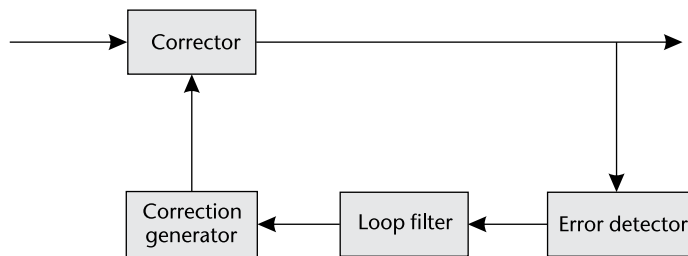 Corrector
Correction
generator
Loop filter
Error detector